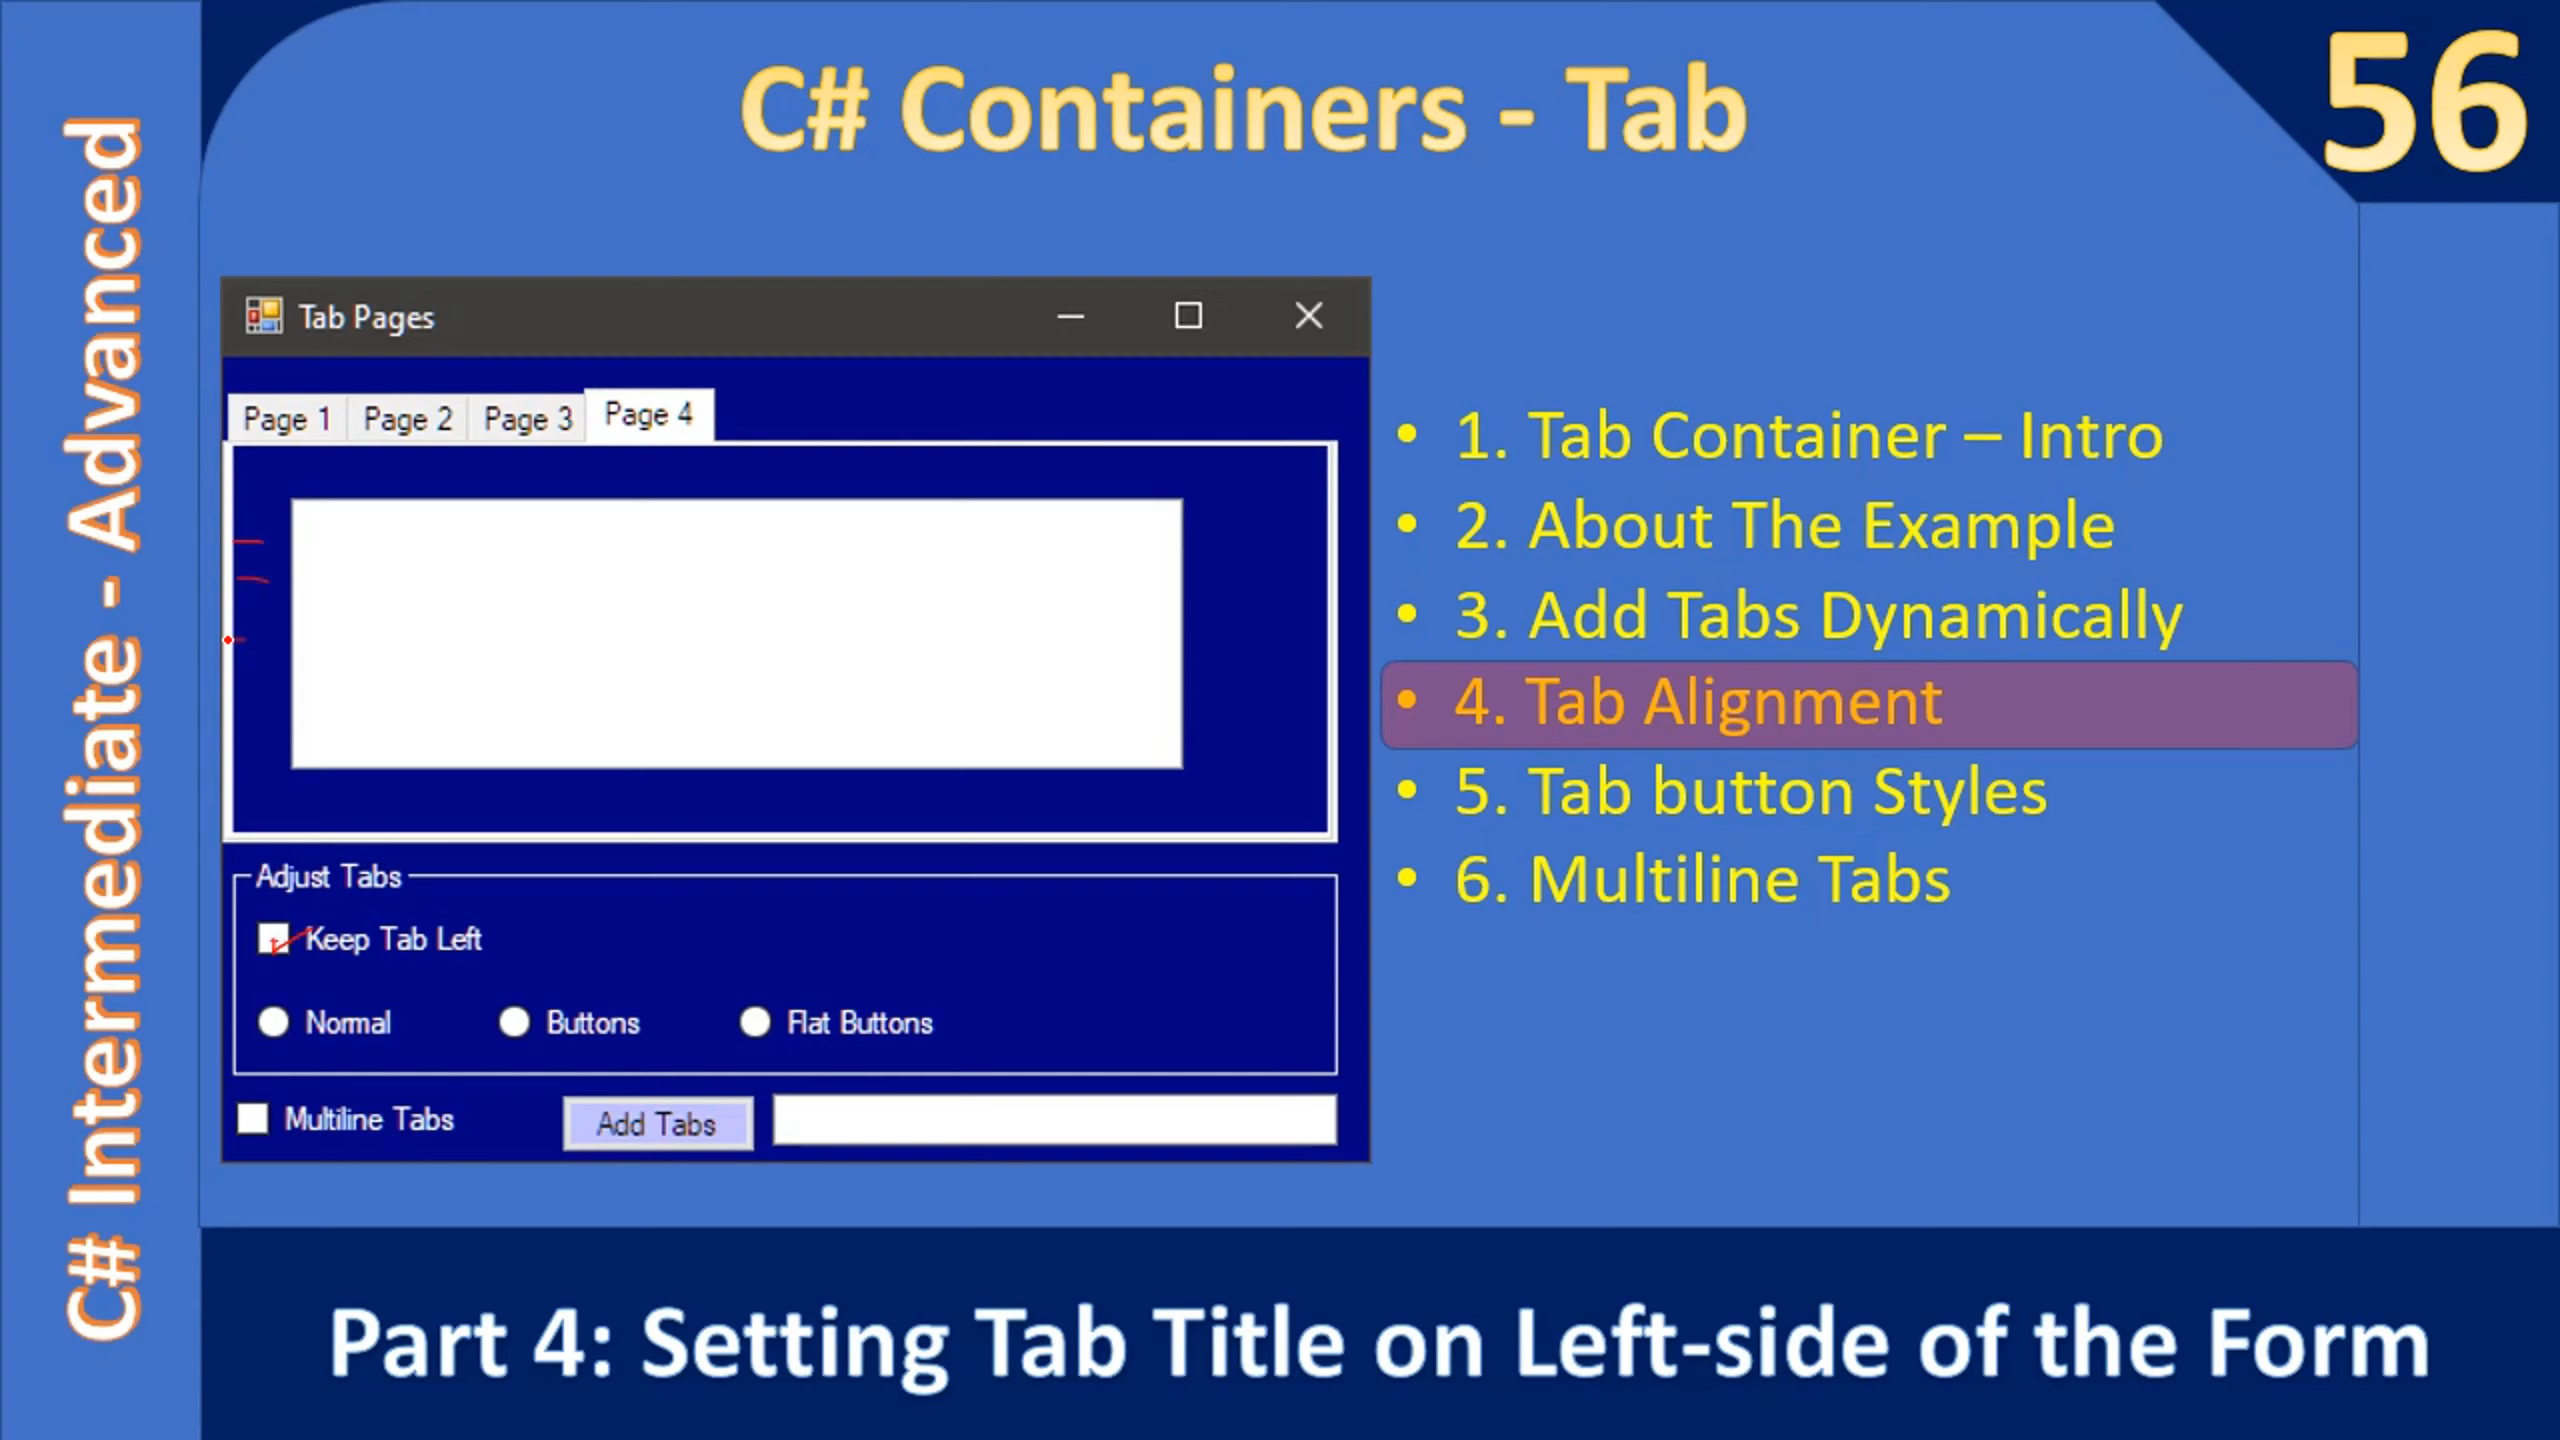 C# Containers - Tab
56
C# Intermediate - Advanced
Tab Pages
Page 1
Page 2
Page 3
Page 4
Adjust Tabs
Keep Tab Left
Normal
Buttons
Flat Buttons
Multiline Tabs
Add Tabs
• 1. Tab Container – Intro
• 2. About The Example
• 3. Add Tabs Dynamically
• 4. Tab Alignment
• 5. Tab button Styles
• 6. Multiline Tabs
Part 4: Setting Tab Title on Left-side of the Form